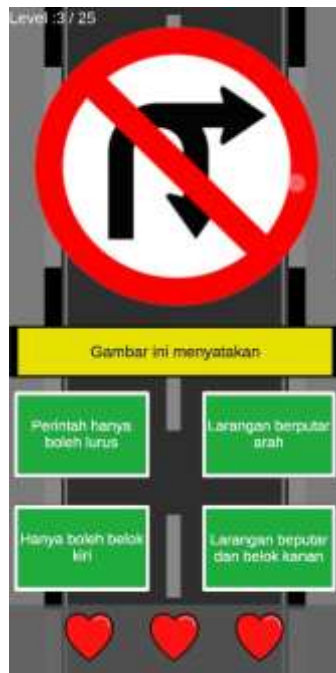 Level :3 / 25
Gambar ini menyatakan
Perintah hanya
boleh lurus
Larangan berputar
arah
Hanya boleh belok
kiri
Larangan beputar
dan belok kanan